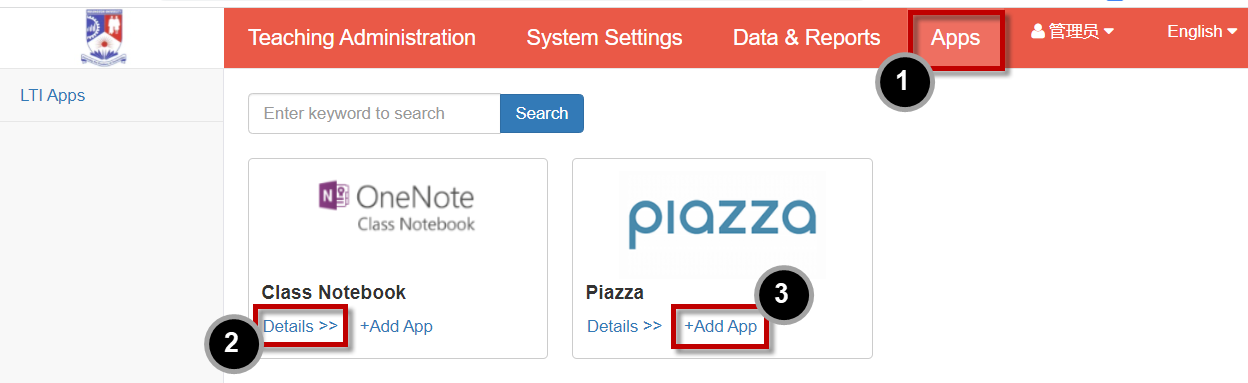 Teaching Administration System Settings Data & Reports Apps 管理员 English
1
LTI Apps
Enter keyword to search Search
N OneNote
Class Notebook
piazza
Class Notebook
Details >> +Add App
2
Piazza
3
Details >> +Add App